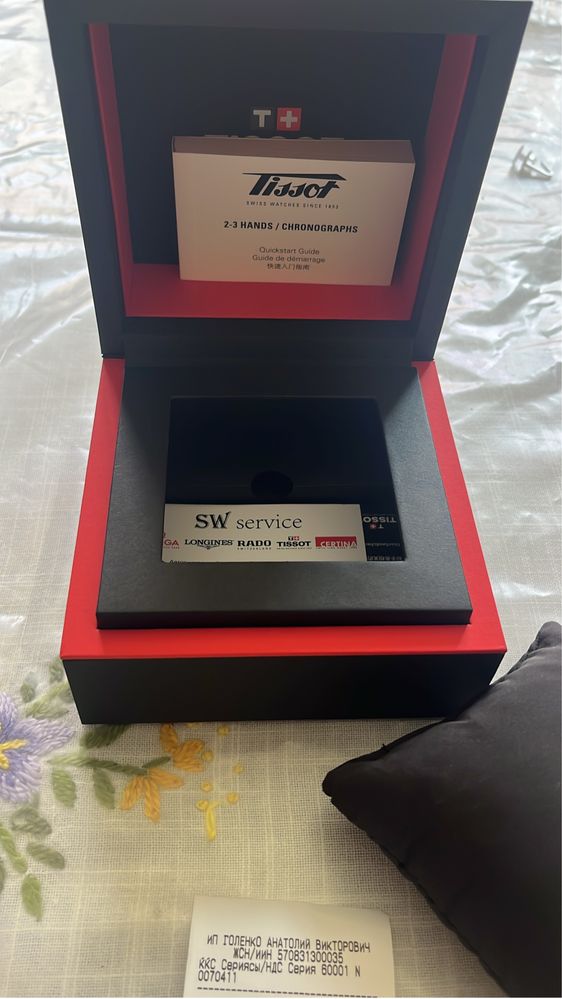 T+
Tissot
SWISS WATCHES SINCE 1853
2-3 HANDS / CHRONOGRAPHS
Quickstart Guide
Guide de démarrage
快速入门指南
SW service
GA LONGINES RADO TISSOT CERTINA
SWITZERLAND
TISSOT
ИП ГОЛЕНКО АНАТОЛИЙ ВИКТОРОВИЧ
ЖСН/ИИН 570831300035
ККС Сериясы/НДС Серия 60001 N
0070411